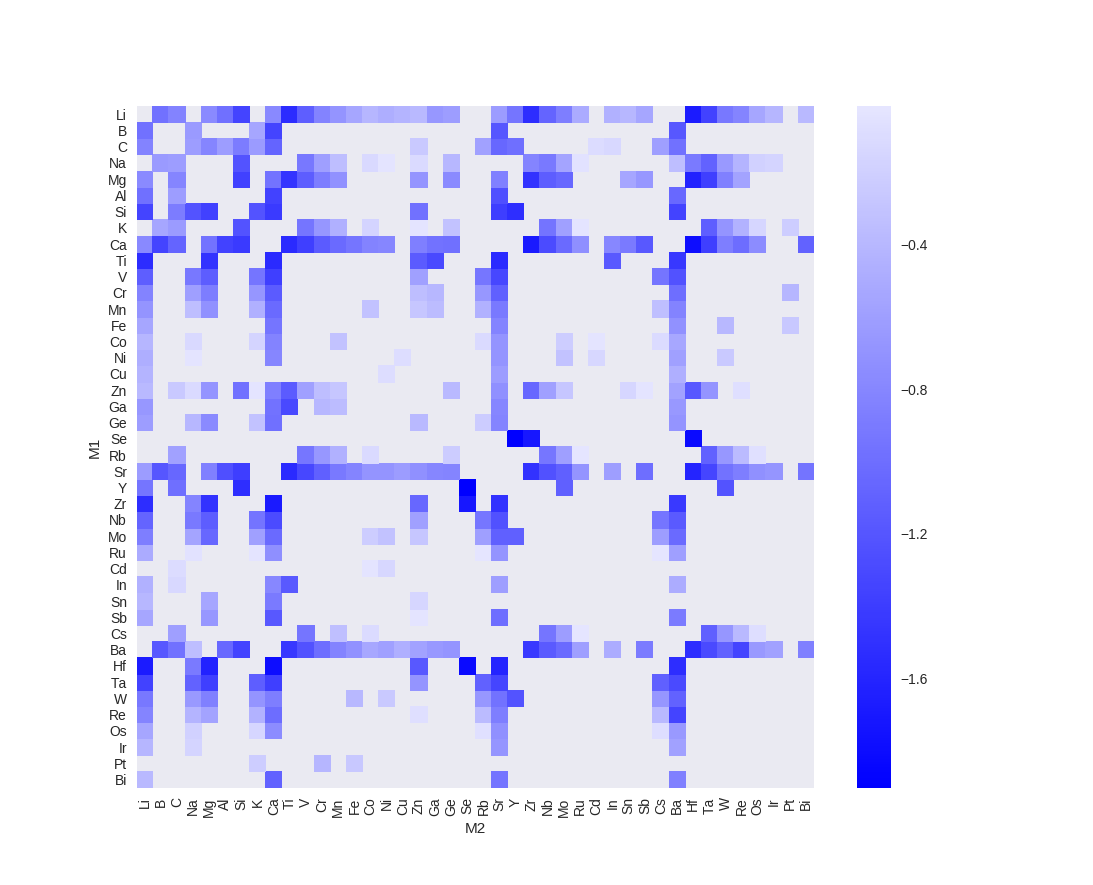 Li
B
C
Na
Mg
Al
Si
K
Ca
Ti
V
Cr
Mn
Fe
Co
Ni
Cu
Zn
Ga
Ge
Se
Rb
Sr
Y
Zr
Nb
Mo
Ru
Cd
In
Sn
Sb
Cs
Ba
Hf
Ta
W
Re
Os
Ir
Pt
Bi
M1
Li B C Na Mg Al Si K Ca Ti V Cr Mn Fe Co Ni Cu Zn Ga Ge Se Rb Sr Y Zr Nb Mo Ru Cd In Sn Sb Cs Ba Hf Ta W Re Os Ir Pt Bi
M2
−0.4
−0.8
−1.2
−1.6